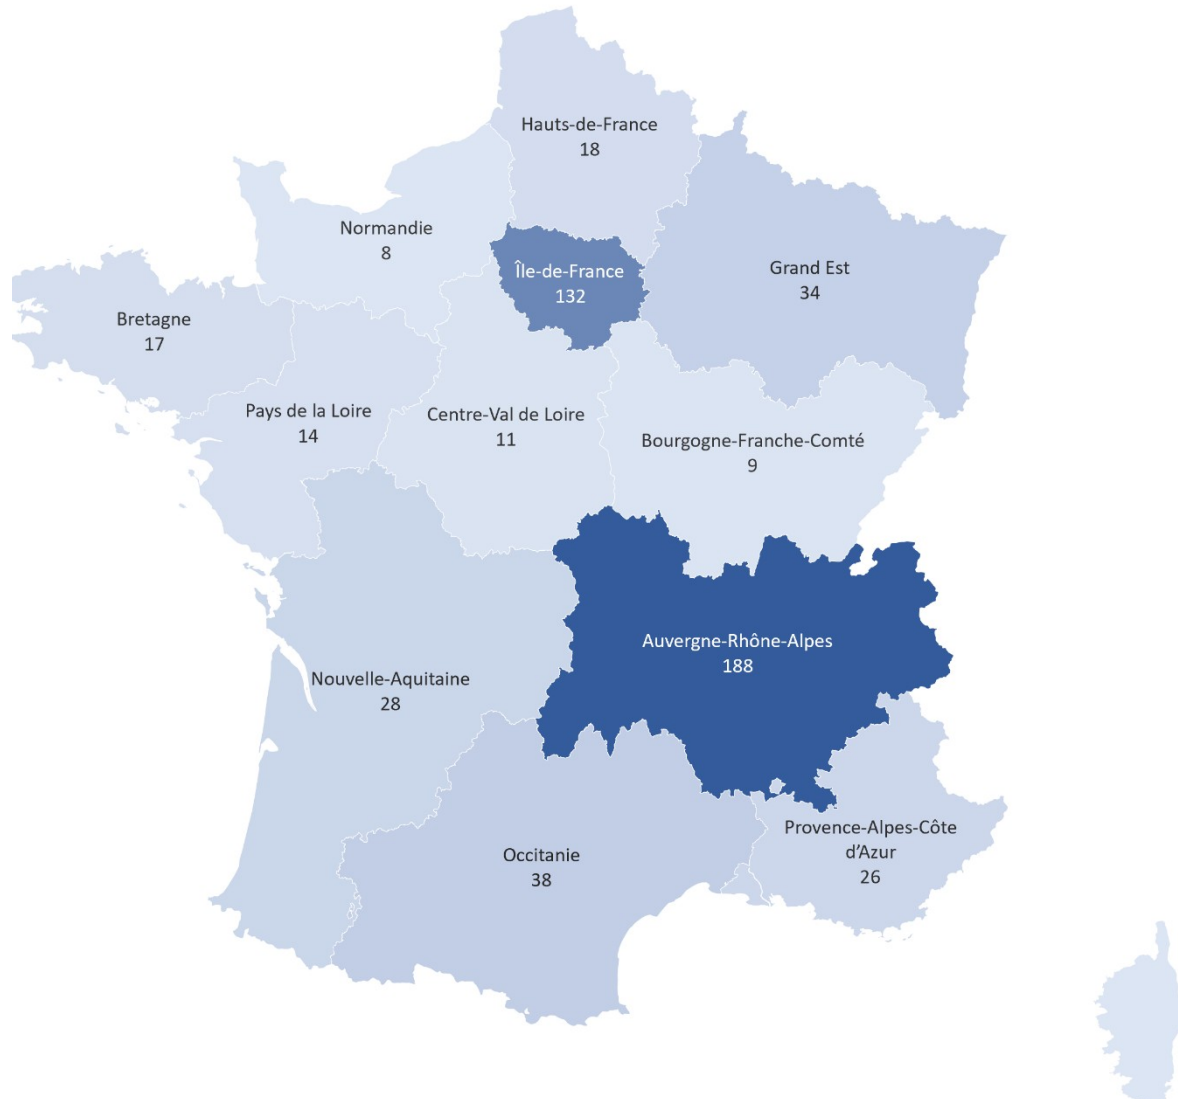 Hauts-de-France
18
Normandie
8
Île-de-France
132
Grand Est
34
Bretagne
17
Pays de la Loire
14
Centre-Val de Loire
11
Bourgogne-Franche-Comté
9
Auvergne-Rhône-Alpes
188
Nouvelle-Aquitaine
28
Provence-Alpes-Côte
d’Azur
26
Occitanie
38